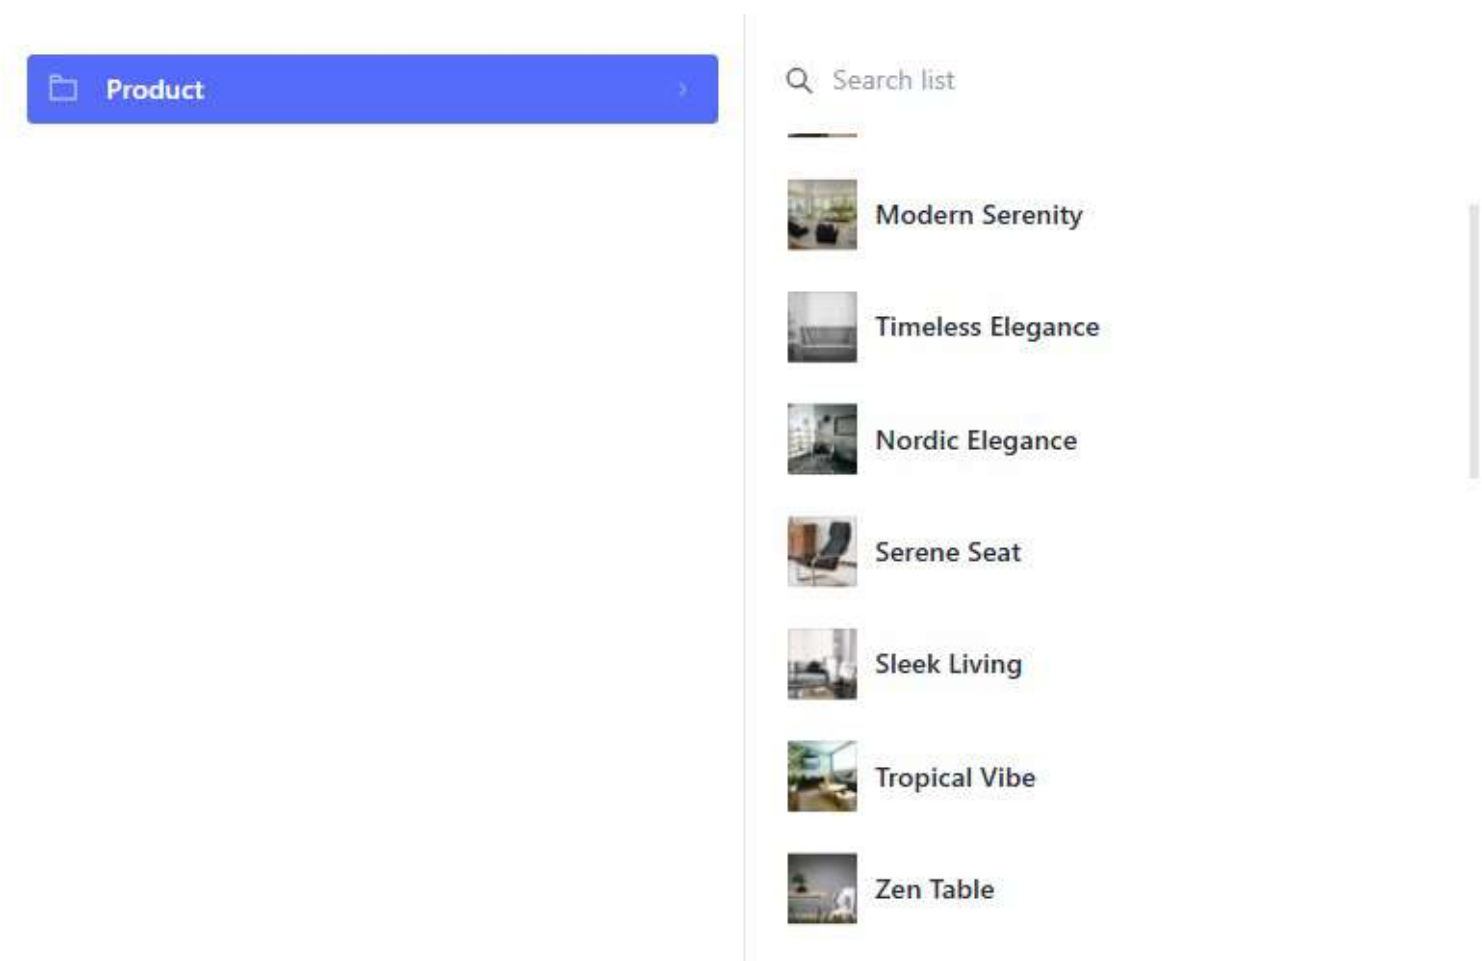 Product
Search list
Modern Serenity
Timeless Elegance
Nordic Elegance
Serene Seat
Sleek Living
Tropical Vibe
Zen Table